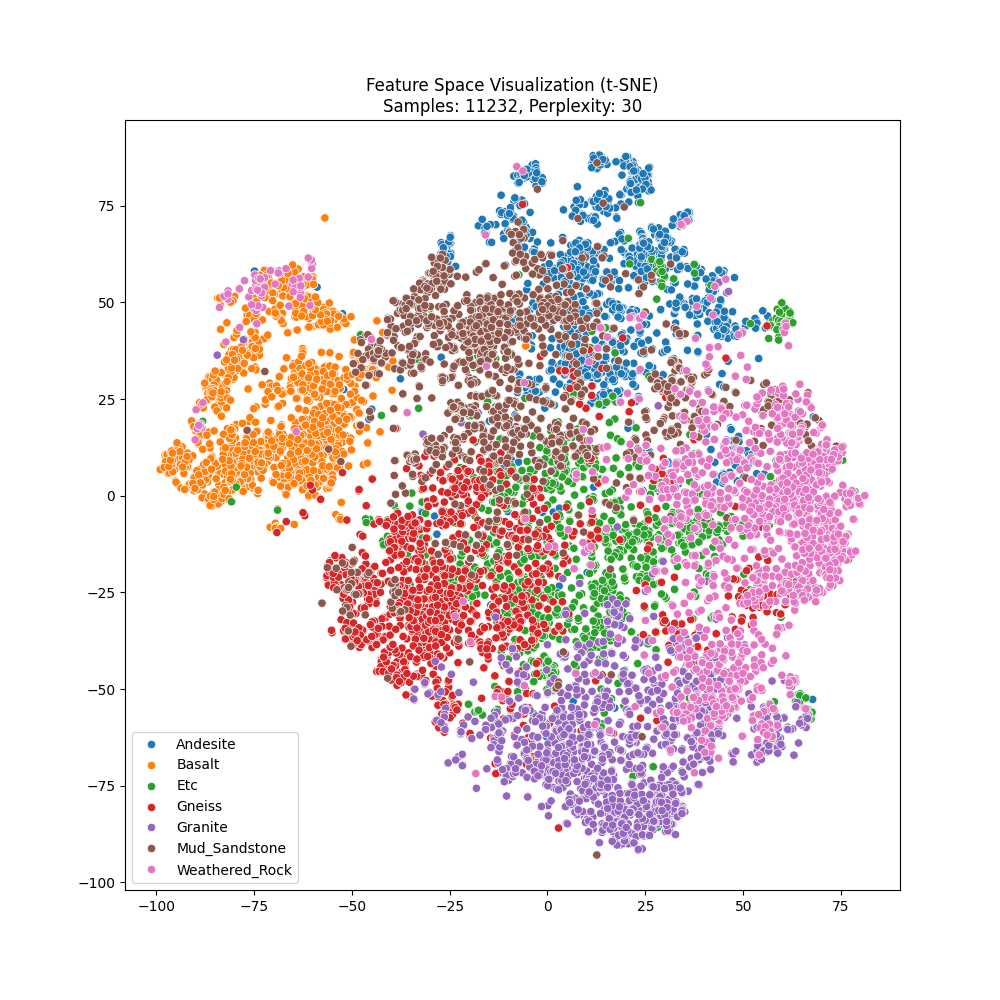 Feature Space Visualization (t-SNE)
Samples: 11232, Perplexity: 30
75
50
25
0
−25
−50
−75
−100
Andesite
Basalt
Etc
Gneiss
Granite
Mud_Sandstone
Weathered_Rock
−100 −75 −50 −25 0 25 50 75